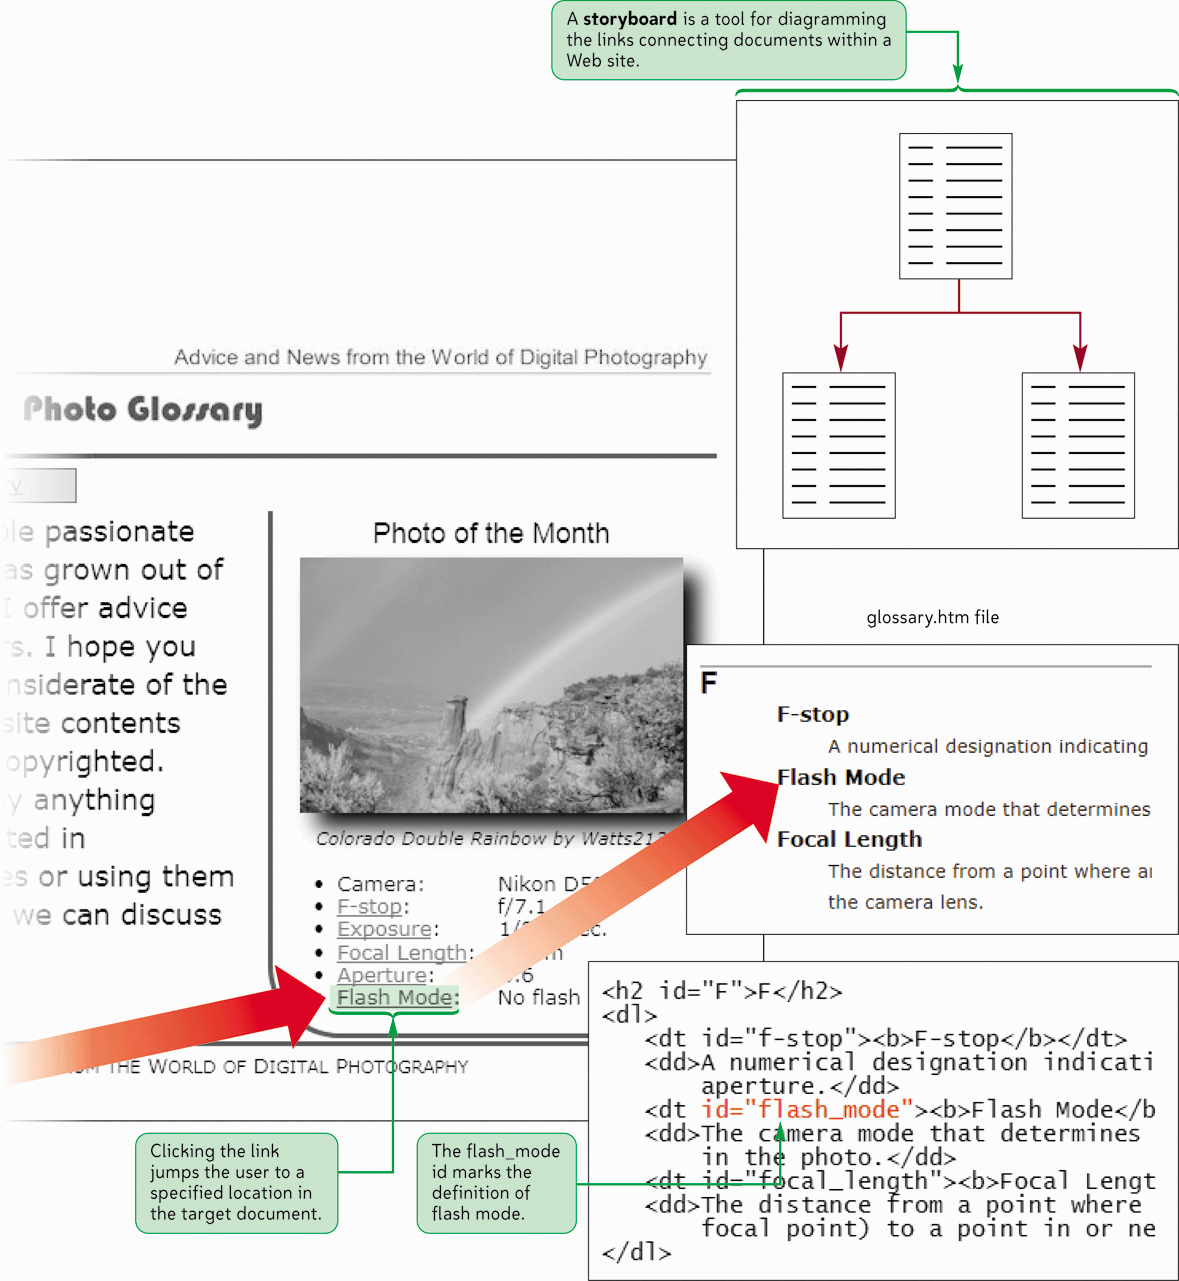 A storyboard is a tool for diagramming
the links connecting documents within a
Web site.
Advice and News from the World of Digital Photography
Photo Glossary
passionate
as grown out of
I offer advice
I hope you
of the
site contents
anything
in
or using them
we can discuss
Photo of the Month
Colorado Double Rainbow by
• Camera: Nikon
• F-stop: f/7.1
• Exposure:
• Focal Length:
• Aperture:
• Flash Mode: No flash
THE WORLD OF DIGITAL PHOTOGRAPHY
glossary.htm file
F
F-stop
A numerical designation indicating
Flash Mode
The camera mode that determines
Focal Length
The distance from a point where
the camera lens.
<h2 id="F">F</h2>
<dl>
<dt id="f-stop"><b>F-stop</b></dt>
<dd>A numerical designation indicati
aperture.</dd>
<dt id="flash_mode"><b>Flash Mode</b
<dd>The camera mode that determines
in the photo.</dd>
<dt id="focal_length"><b>Focal Lengt
<dd>The distance from a point where
focal point) to a point in or ne
</dl>
Clicking the link
jumps the user to a
specified location in
the target document.
The flash_mode
id marks the
definition of
flash mode.